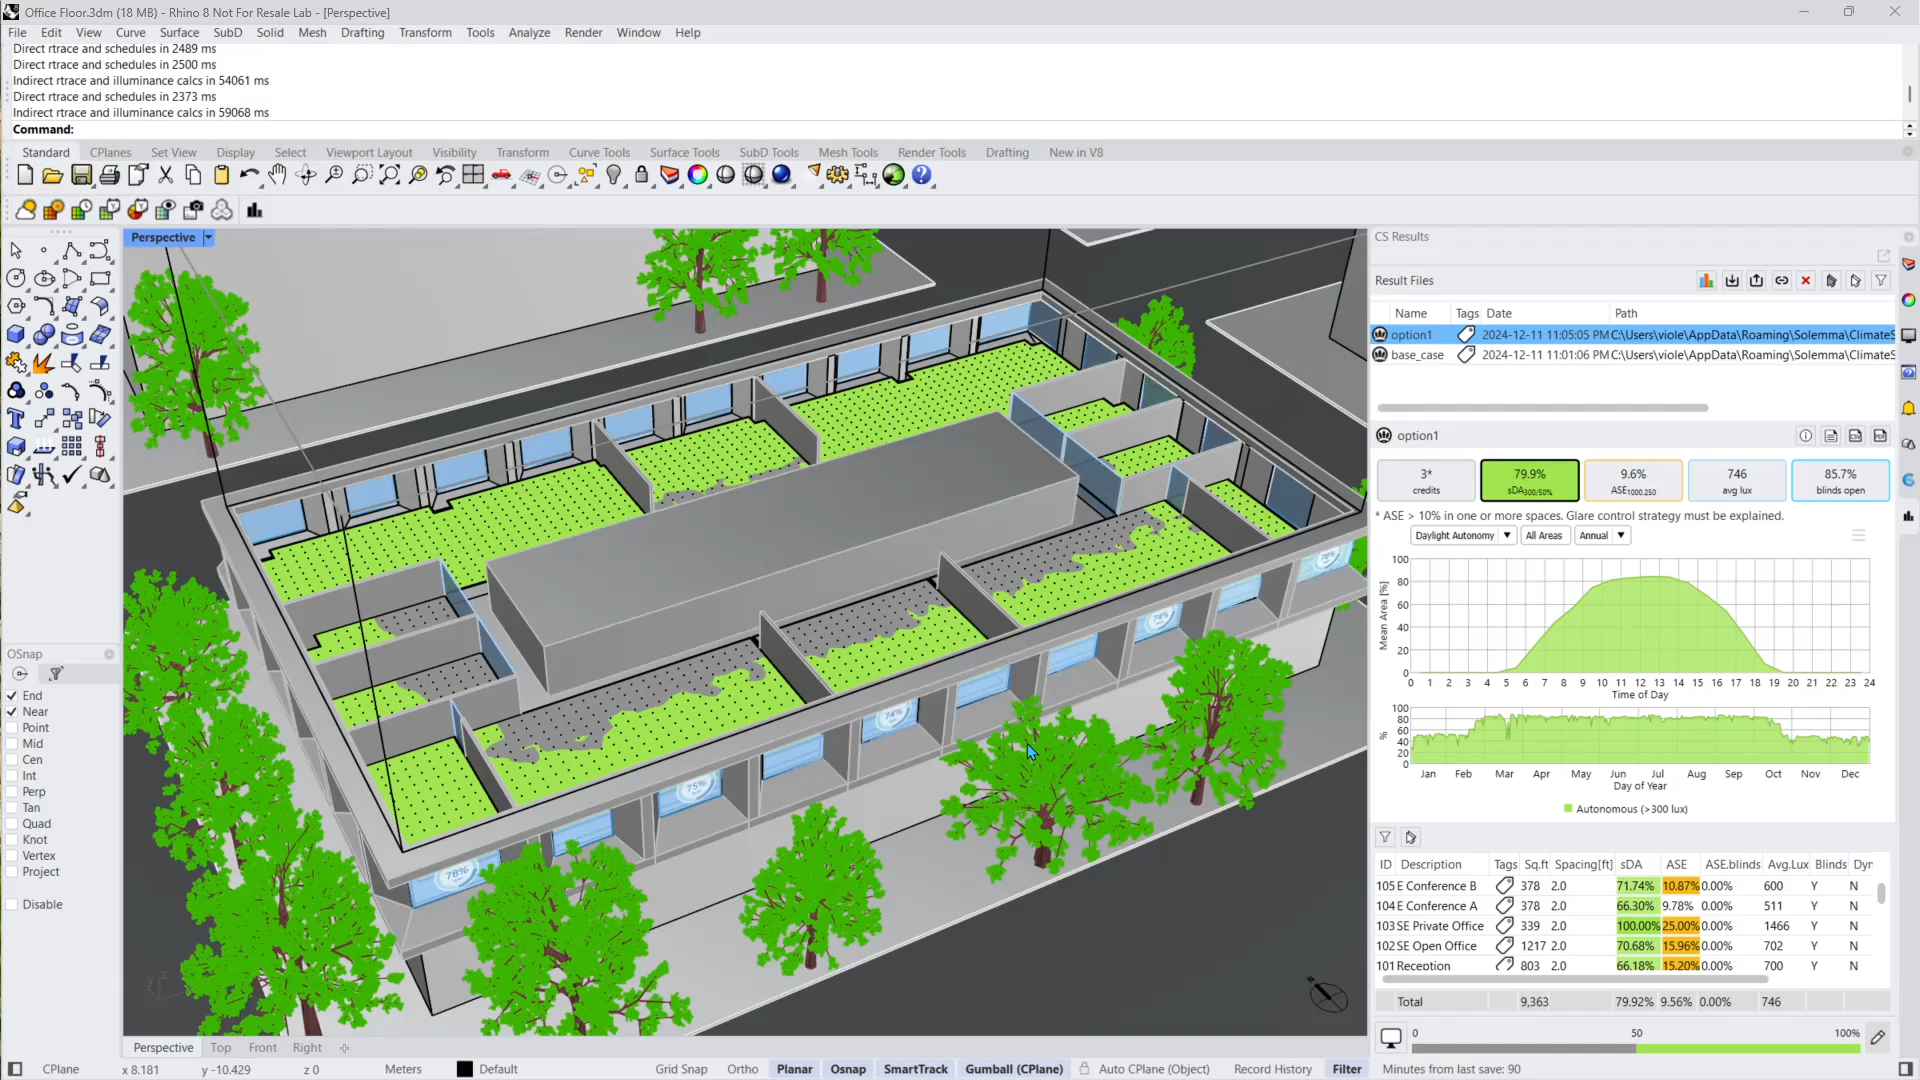 Office Floor.3dm (18 MB) - Rhino 8 Not For Resale Lab - [Perspective]
File Edit View Curve Surface SubD Solid Mesh Drafting Transform Tools Analyze Render Window Help
Direct rtrace and schedules in 2489 ms
Direct rtrace and schedules in 2500 ms
Indirect rtrace and illuminance calcs in 54061 ms
Direct rtrace and schedules in 2373 ms
Indirect rtrace and illuminance calcs in 59068 ms
Command:
Standard CPlanes Set View Display Select Viewport Layout Visibility Transform Curve Tools Surface Tools SubD Tools Mesh Tools Render Tools Drafting New in V8
Perspective
78%
74%
74%
75%
78%
OSnap
End
Near
Point
Mid
Cen
Int
Perp
Tan
Quad
Knot
Vertex
Project
Disable
CS Results
Result Files
Name Tags Date Path
option1 2024-12-11 11:05:05 PM C:\Users\viole\AppData\Roaming\Solemma\ClimateS
base_case 2024-12-11 11:01:06 PM C:\Users\viole\AppData\Roaming\Solemma\ClimateS
option1
3* 79.9% 9.6% 746 85.7%
credits sDA300/50% ASE1000,250 avg lux blinds open
* ASE > 10% in one or more spaces. Glare control strategy must be explained.
Daylight Autonomy All Areas Annual
100
80
60
40
20
0
Mean Area [%]
0 1 2 3 4 5 6 7 8 9 10 11 12 13 14 15 16 17 18 19 20 21 22 23 24
Time of Day
100
80
60
40
20
0
%
Jan Feb Mar Apr May Jun Jul Aug Sep Oct Nov Dec
Day of Year
Autonomous (>300 lux)
ID Description Tags Sq.ft Spacing[ft] sDA ASE ASE.blinds Avg.Lux Blinds Dyn
105 E Conference B 378 2.0 71.74% 10.87% 0.00% 600 Y N
104 E Conference A 378 2.0 66.30% 9.78% 0.00% 511 Y N
103 SE Private Office 339 2.0 100.00% 25.00% 0.00% 1466 Y N
102 SE Open Office 1217 2.0 70.68% 15.96% 0.00% 702 Y N
101 Reception 803 2.0 66.18% 15.20% 0.00% 700 Y N
Total 9,363 79.92% 9.56% 0.00% 746
0 50 100%
Perspective Top Front Right
CPlane x 8.181 y -10.429 z 0 Meters Default Grid Snap Ortho Planar Osnap SmartTrack Gumball (CPlane) Auto CPlane (Object) Record History Filter Minutes from last save: 90